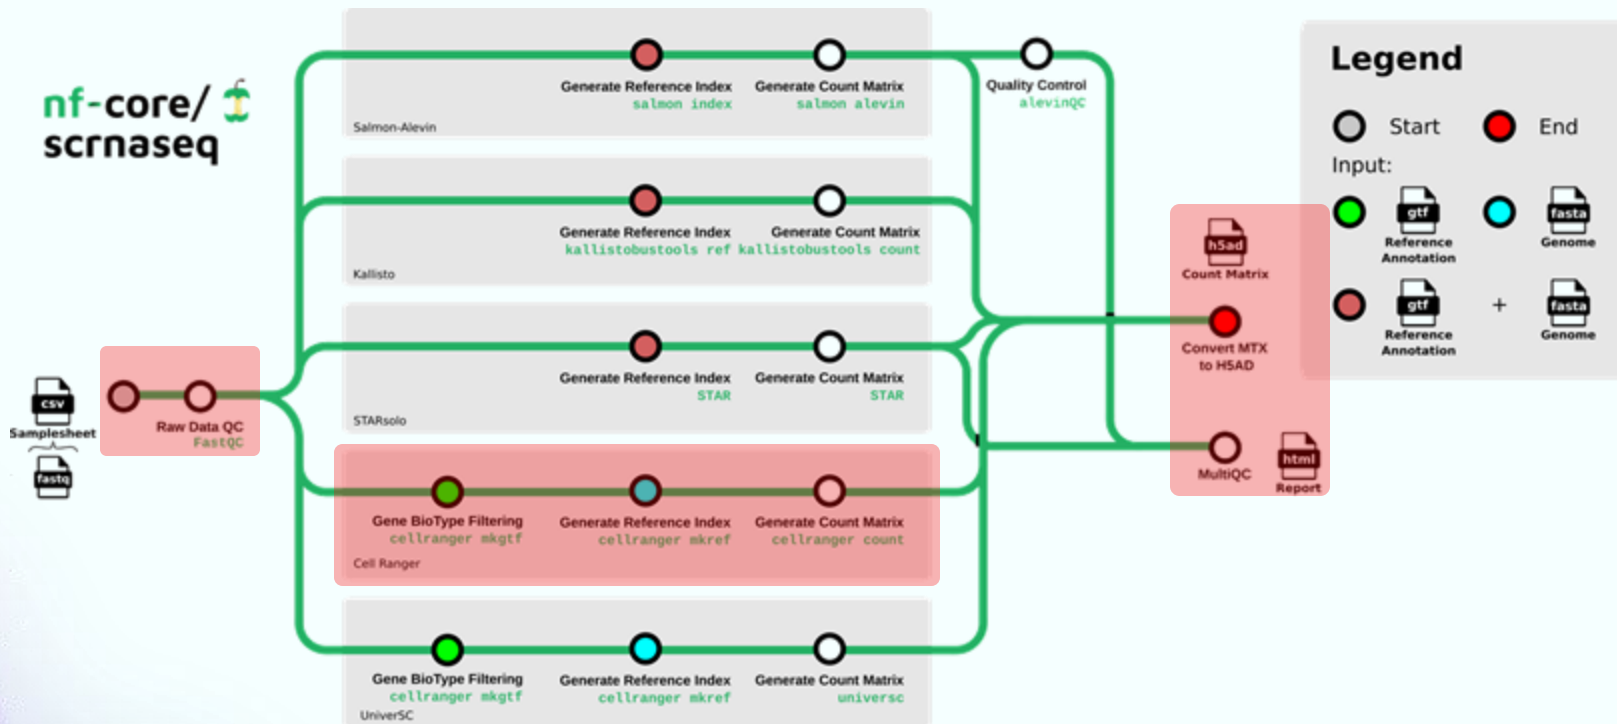 nf-core/
scrnaseq
Generate Reference Index
salmon index
Generate Count Matrix
salmon alevin
Salmon-Alevin
Quality Control
alevinQC
Generate Reference Index
kallistobustools ref
Generate Count Matrix
kallistobustools count
Kallisto
Generate Reference Index
STAR
Generate Count Matrix
STAR
STARsolo
csv
Samplesheet
fastq
Raw Data QC
FastQC
Gene BioType Filtering
cellranger mkgtf
Generate Reference Index
cellranger mkref
Generate Count Matrix
cellranger count
Cell Ranger
Gene BioType Filtering
cellranger mkgtf
Generate Reference Index
cellranger mkref
Generate Count Matrix
universc
UniverSC
h5ad
Count Matrix
Convert MTX
to H5AD
MultiQC
html
Report
Legend
Start
End
Input:
gtf
Reference
Annotation
fasta
Genome
gtf
Reference
Annotation
+
fasta
Genome